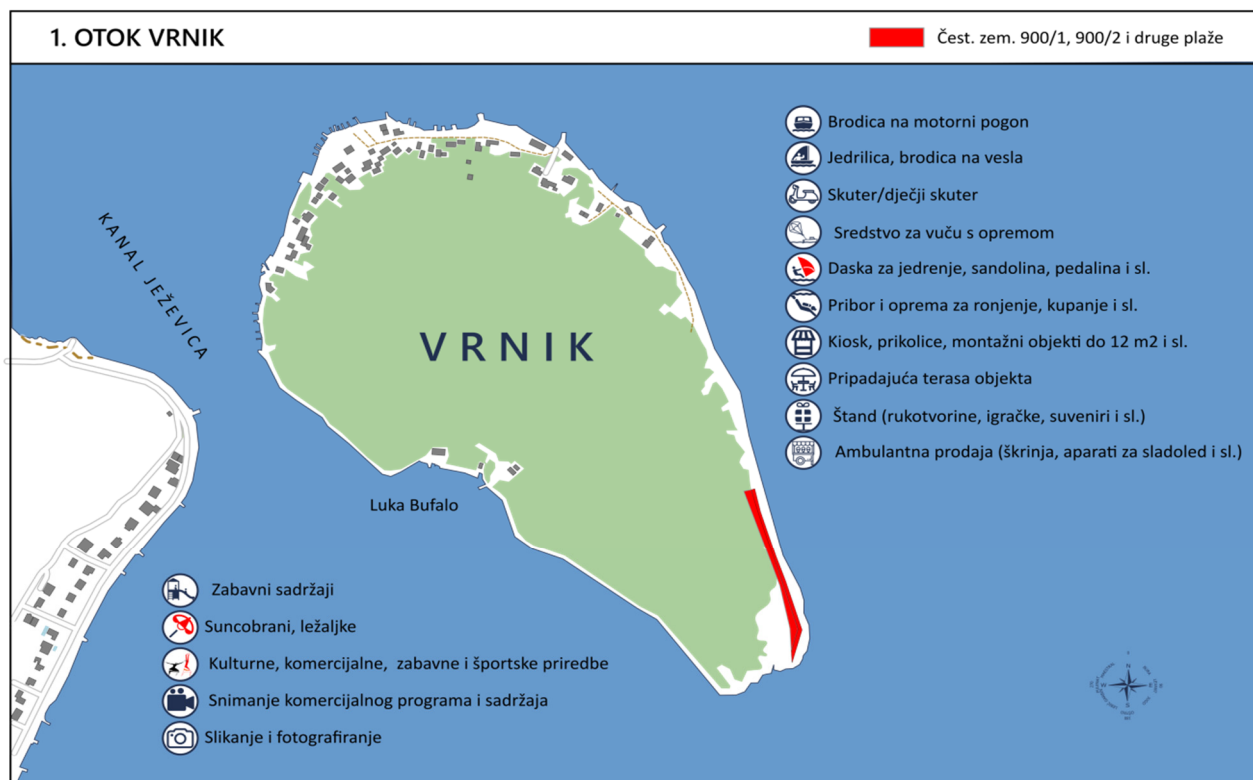 1. OTOK VRNIK
Čest. zem. 900/1, 900/2 i druge plaže
Brodica na motorni pogon
Jedrilica, brodica na vesla
Skuter/dječji skuter
Sredstvo za vuču s opremom
Daska za jedrenje, sandolina, pedalina i sl.
Pribor i oprema za ronjenje, kupanje i sl.
Kiosk, prikolice, montažni objekti do 12 m2 i sl.
Pripadajuća terasa objekta
Štand (rukotvorine, igračke, suveniri i sl.)
Ambulantna prodaja (škrinja, aparati za sladoled i sl.)
KANAL JEŽEVICA
VRNIK
Luka Bufalo
Zabavni sadržaji
Suncobrani, ležaljke
Kulturne, komercijalne, zabavne i športske priredbe
Snimanje komercijalnog programa i sadržaja
Slikanje i fotografiranje
N
W E
S